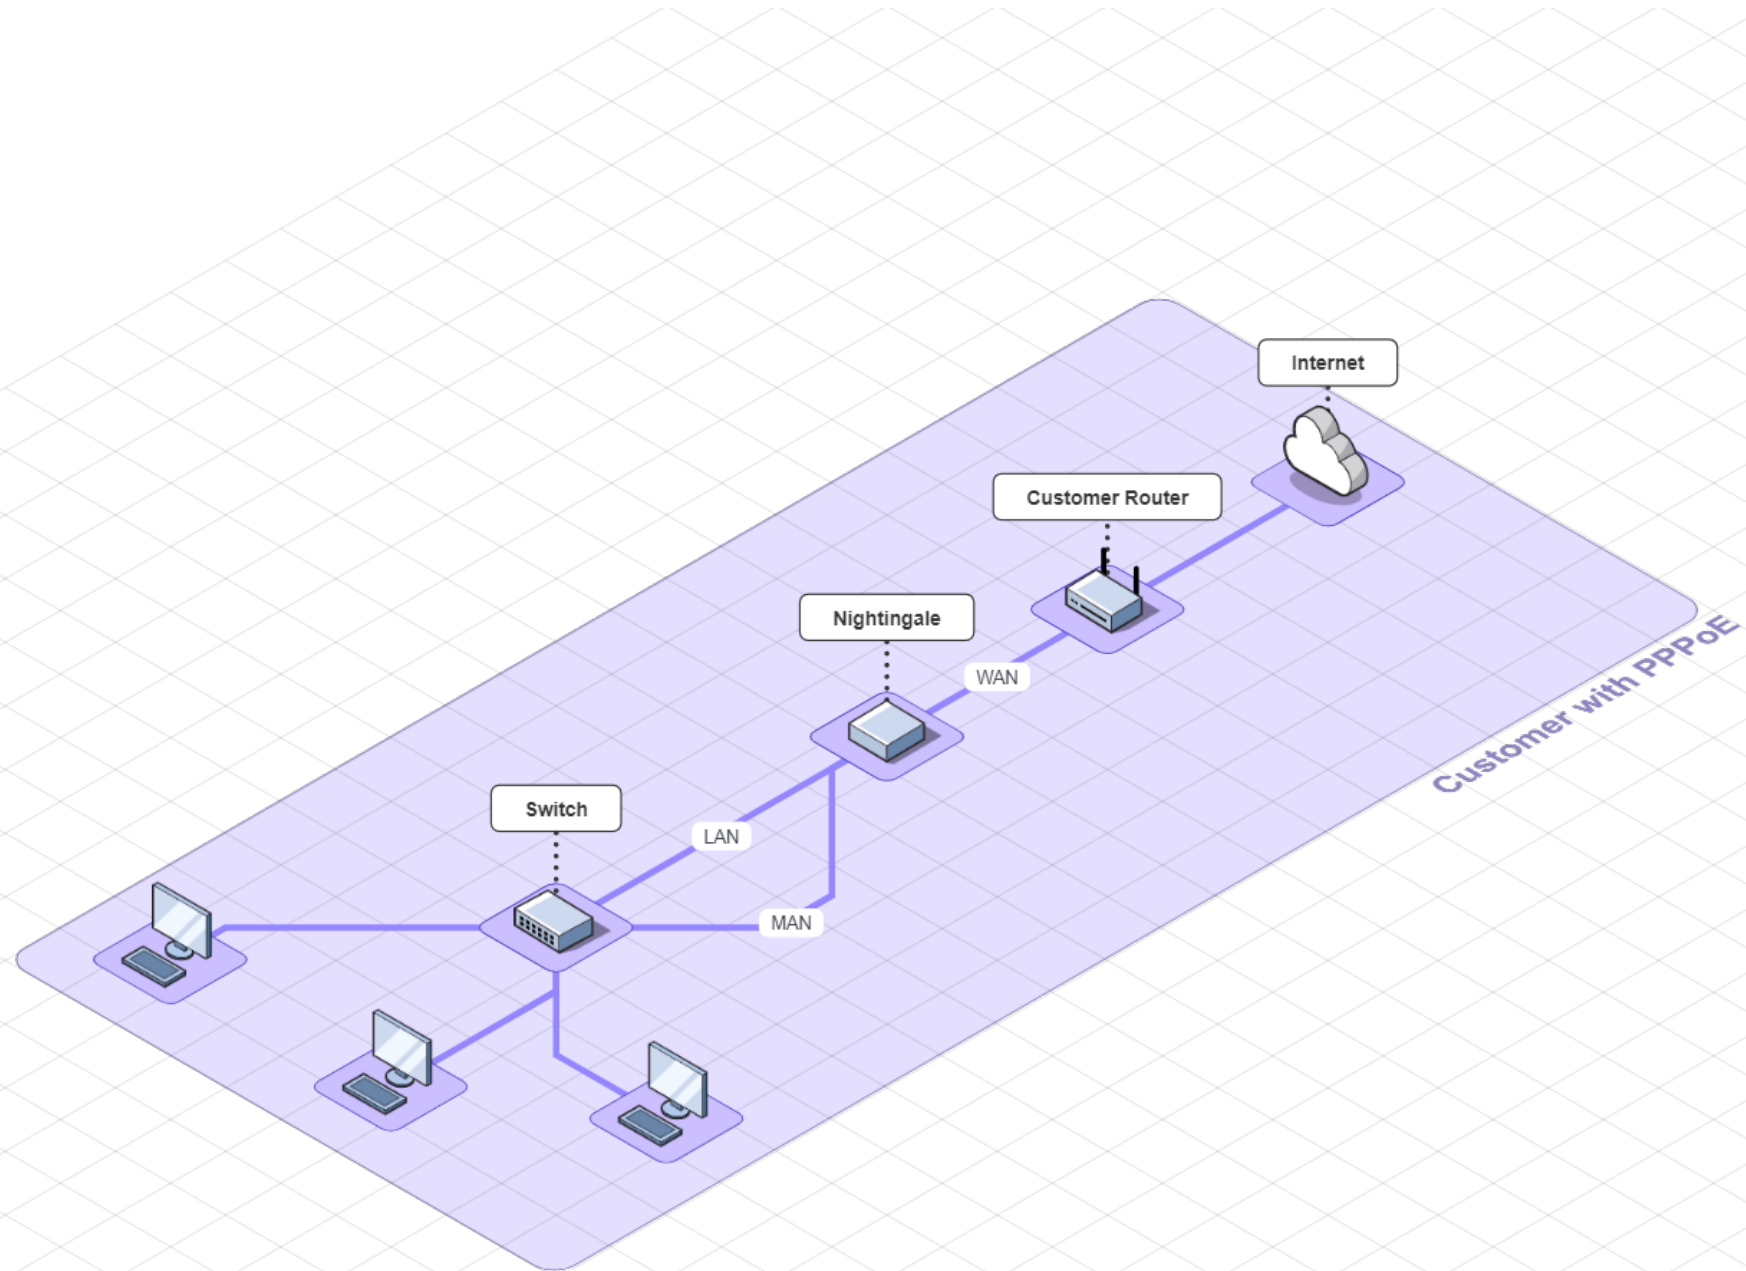 Internet
Customer Router
Nightingale
WAN
Customer with PPPoE
Switch
LAN
MAN